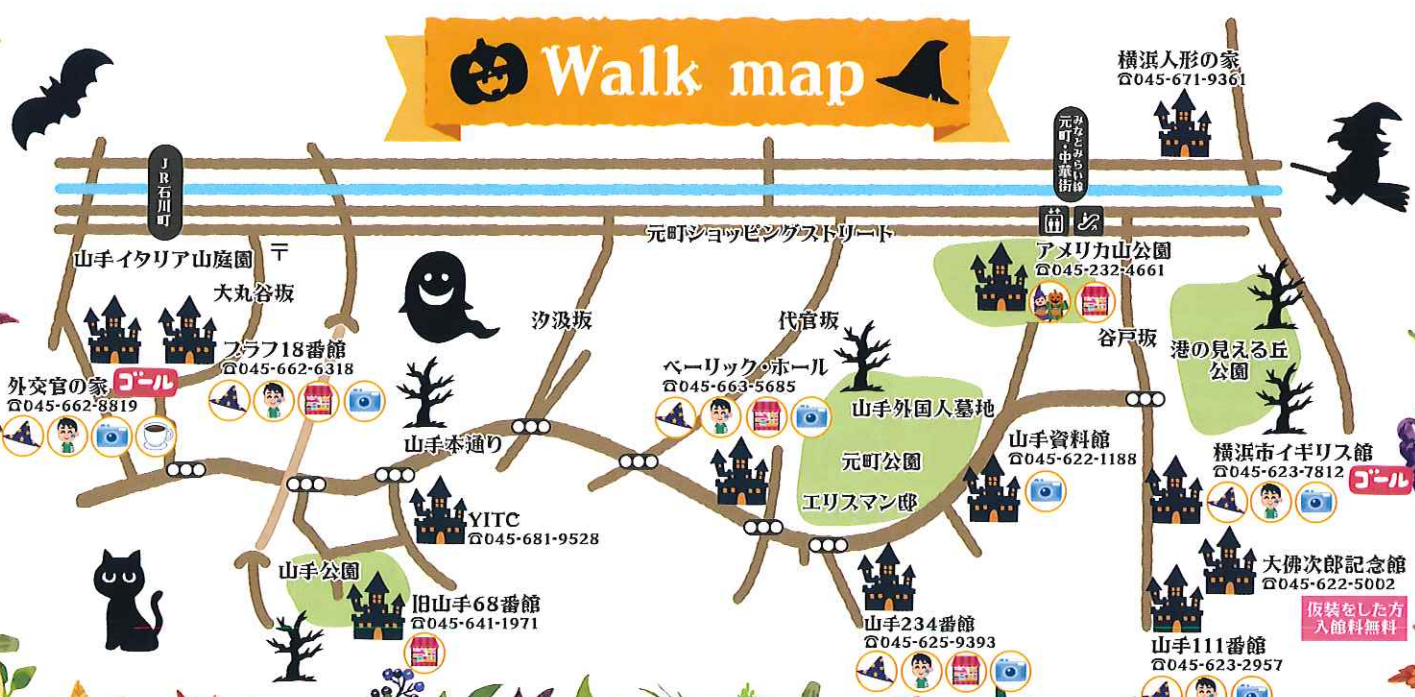 Walk map
横浜人形の家
☎045-671-9361
JR石川町
みなとみらい線
元町・中華街
元町ショッピングストリート
山手イタリア山庭園
〒
大丸谷坂
アメリカ山公園
☎045-232-4661
汐汲坂
代官坂
谷戸坂
港の見える丘
公園
ブラフ18番館
☎045-662-6318
外交官の家
ゴール
☎045-662-8819
ベーリック・ホール
☎045-663-5685
山手外国人墓地
山手本通り
元町公園
山手資料館
☎045-622-1188
横浜市イギリス館
☎045-623-7812
ゴール
エリスマン邸
YITC
☎045-681-9528
山手公園
大佛次郎記念館
☎045-622-5002
仮装をした方
入館料無料
旧山手68番館
☎045-641-1971
山手234番館
☎045-625-9393
山手111番館
☎045-623-2957